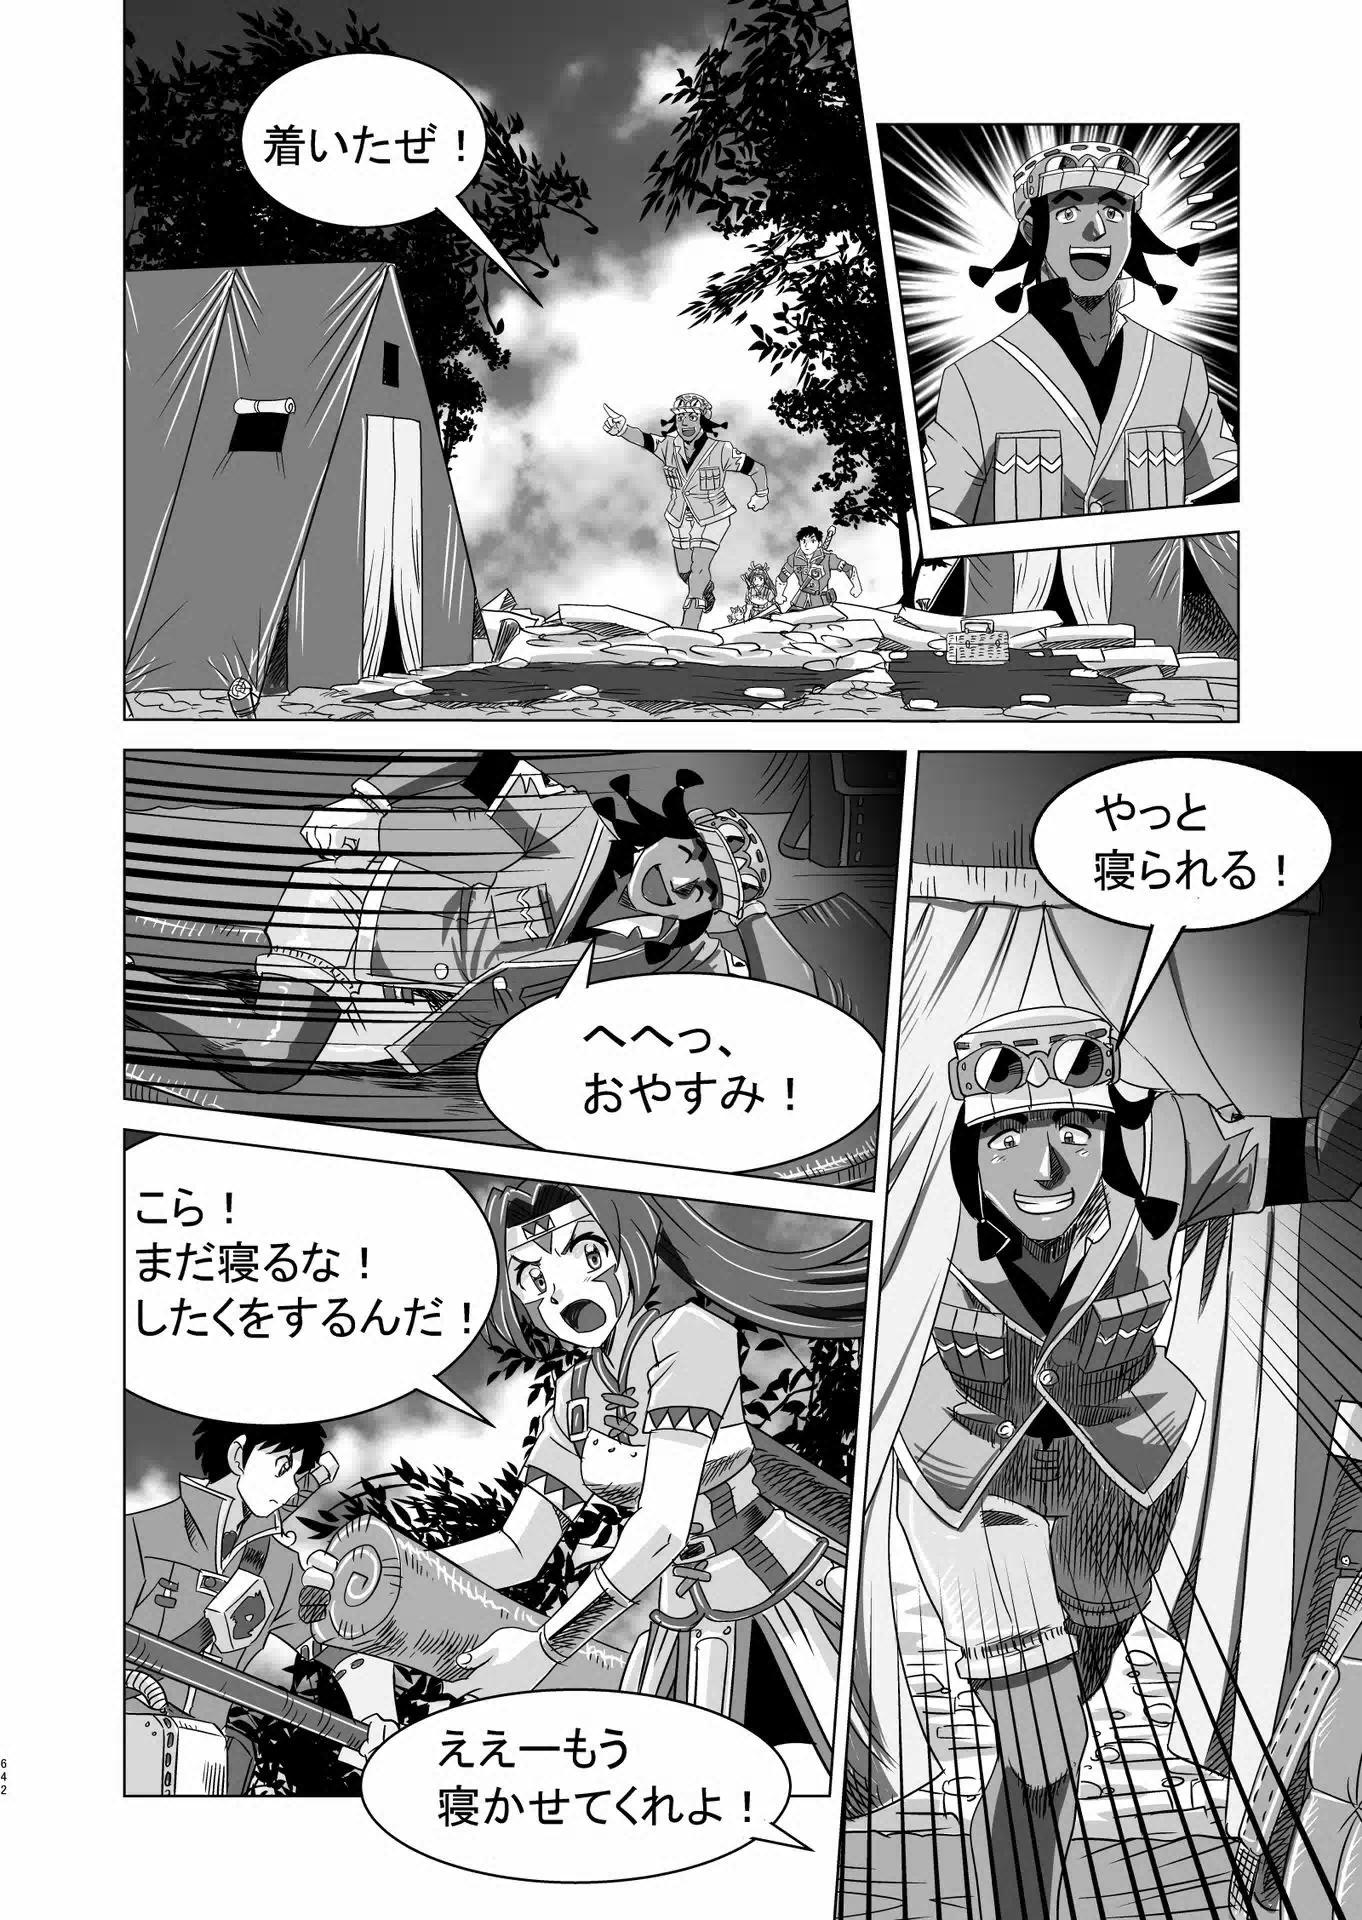 着いたぜ！
やっと
寝られる！
へへっ、
おやすみ！
こら！
まだ寝るな！
したくをするんだ！
ええーもう
寝かせてくれよ！
642